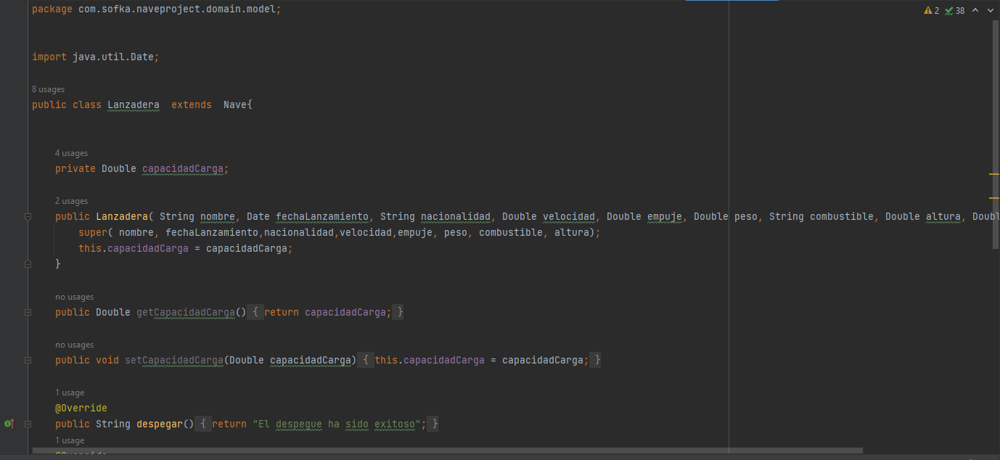 package com.sofka.naveproject.domain.model;
2 38
import java.util.Date;
8 usages
public class Lanzadera  extends  Nave{
4 usages
private Double capacidadCarga;
2 usages
public Lanzadera( String nombre, Date fechaLanzamiento, String nacionalidad, Double velocidad, Double empuje, Double peso, String combustible, Double altura,
super( nombre, fechaLanzamiento,nacionalidad,velocidad,empuje, peso, combustible, altura);
this.capacidadCarga = capacidadCarga;
}
no usages
public Double getCapacidadCarga() { return capacidadCarga; }
no usages
public void setCapacidadCarga(Double capacidadCarga) { this.capacidadCarga = capacidadCarga; }
1 usage
@Override
public String despegar() { return "El despegue ha sido exitoso"; }
1 usage